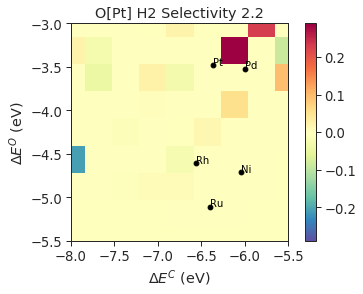 O[Pt] H2 Selectivity 2.2
ΔE^O (eV)
−3.0
−3.5
−4.0
−4.5
−5.0
−5.5
Pt
Pd
Rh
Ni
Ru
−8.0 −7.5 −7.0 −6.5 −6.0 −5.5
ΔE^C (eV)
0.2
0.1
0.0
−0.1
−0.2